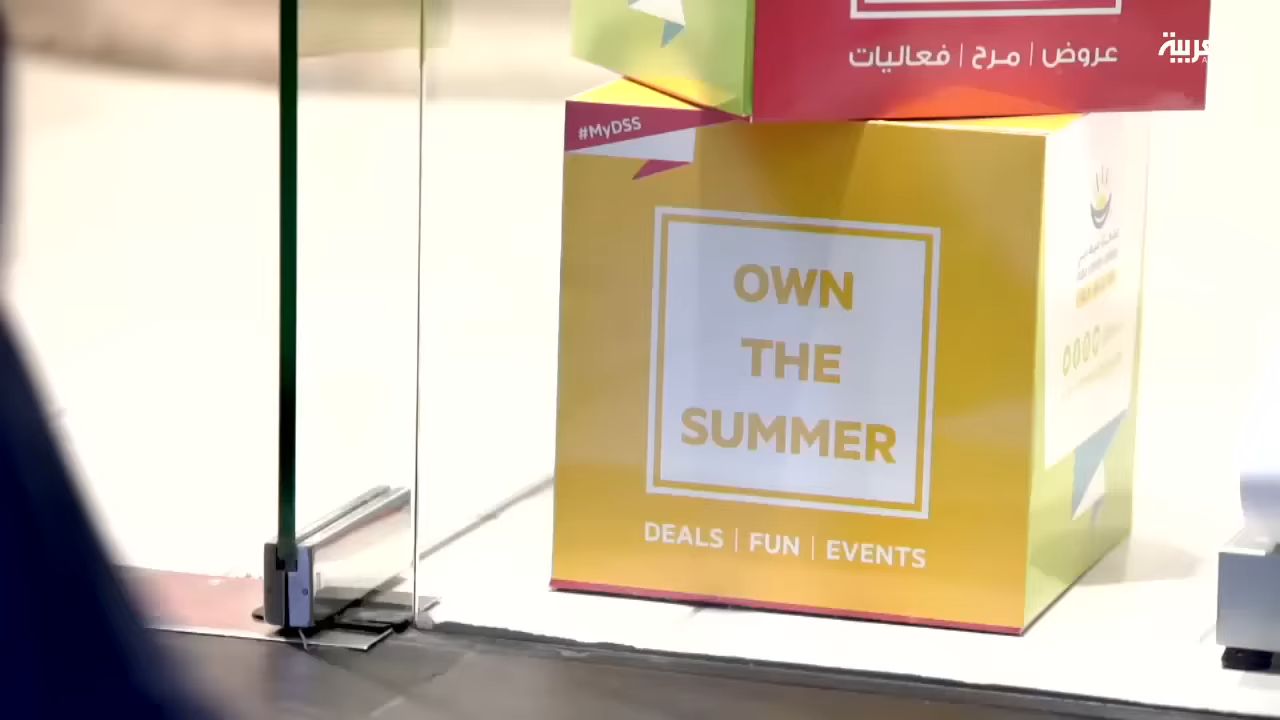 عروض | مرح | فعاليات
#MyDSS
OWN
THE
SUMMER
DEALS | FUN | EVENTS